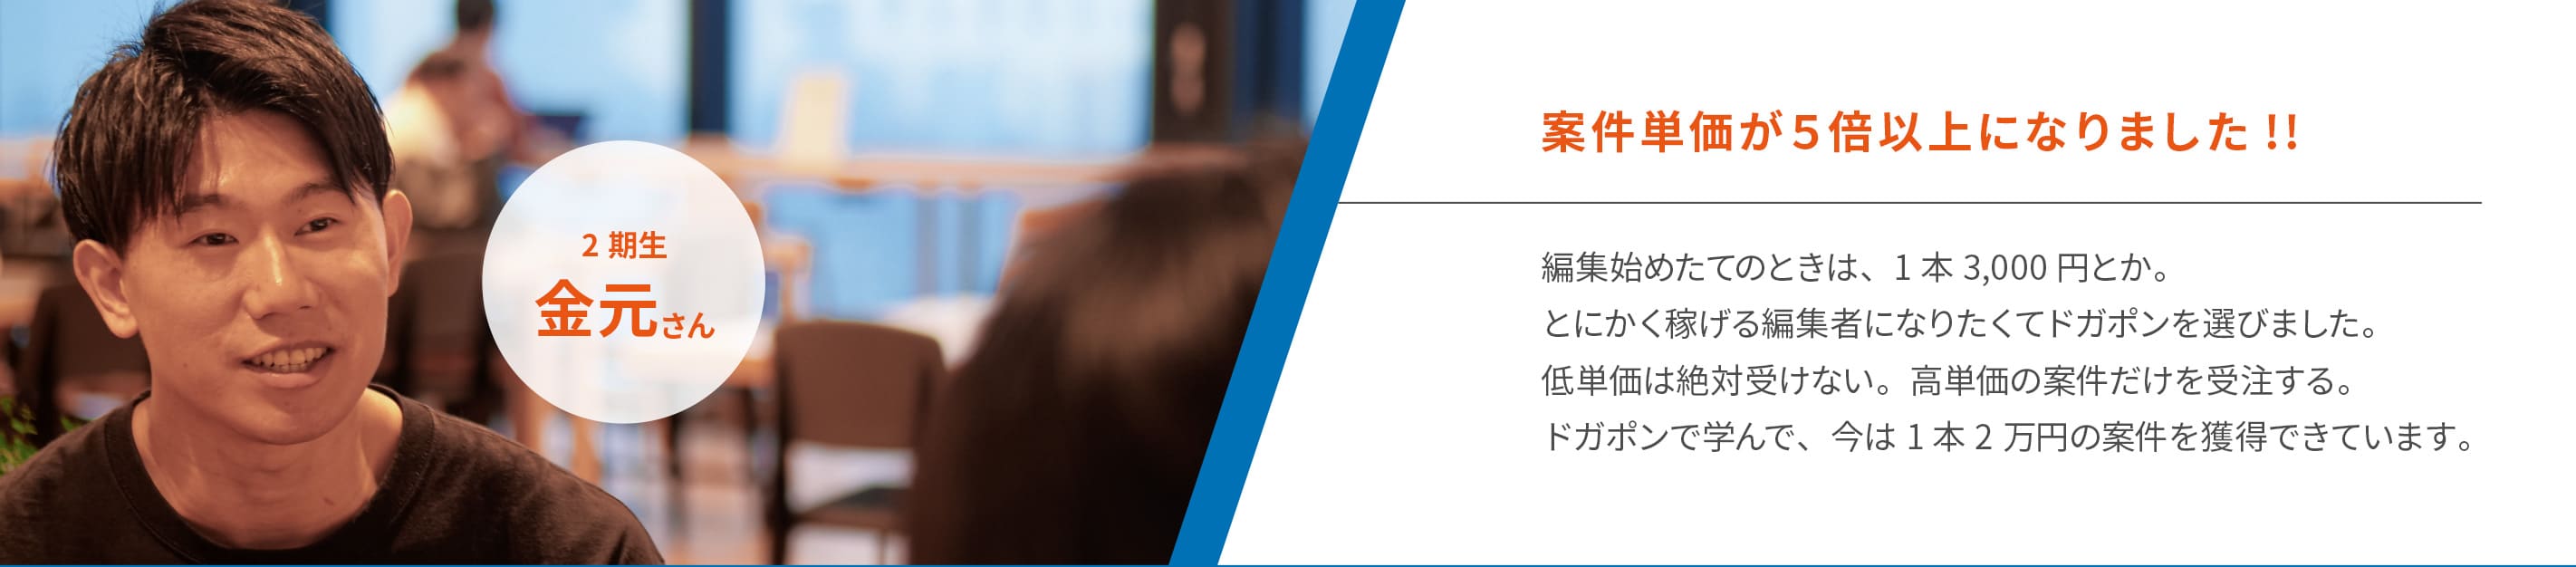 2 期生
金元さん
案件単価が5倍以上になりました !!
編集始めたてのときは、1 本 3,000 円とか。
とにかく稼げる編集者になりたくてドガポンを選びました。
低単価は絶対受けない。高単価の案件だけを受注する。
ドガポンで学んで、今は 1 本 2 万円の案件を獲得できています。